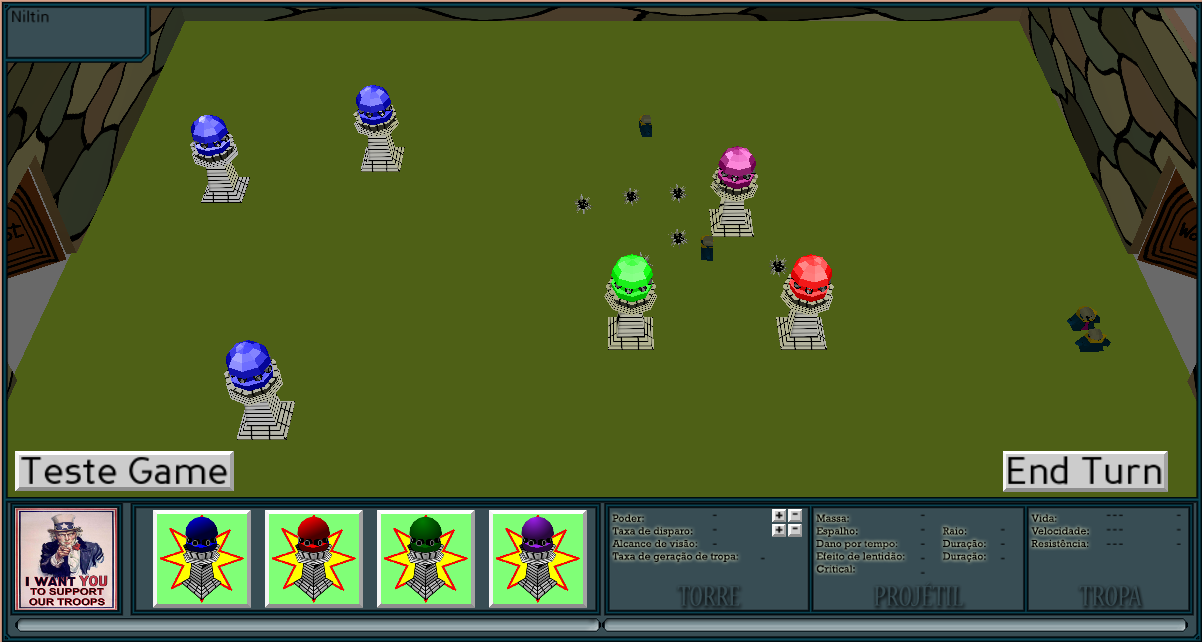 Niltin
st
We
Teste Game
End Turn
I WANT YOU
TO SUPPORT
OUR TROOPS
Poder: -
Taxa de disparo: -
Alcance de visão: -
Taxa de geração de tropa: -
+ -
+ -
TORRE
Massa: -
Espalho: - Raio: -
Dano por tempo: - Duração: -
Efeito de lentidão: - Duração: -
Critical: -
PROJÉTIL
Vida: --- -
Velocidade: --- -
Resistência: --- -
TROPA